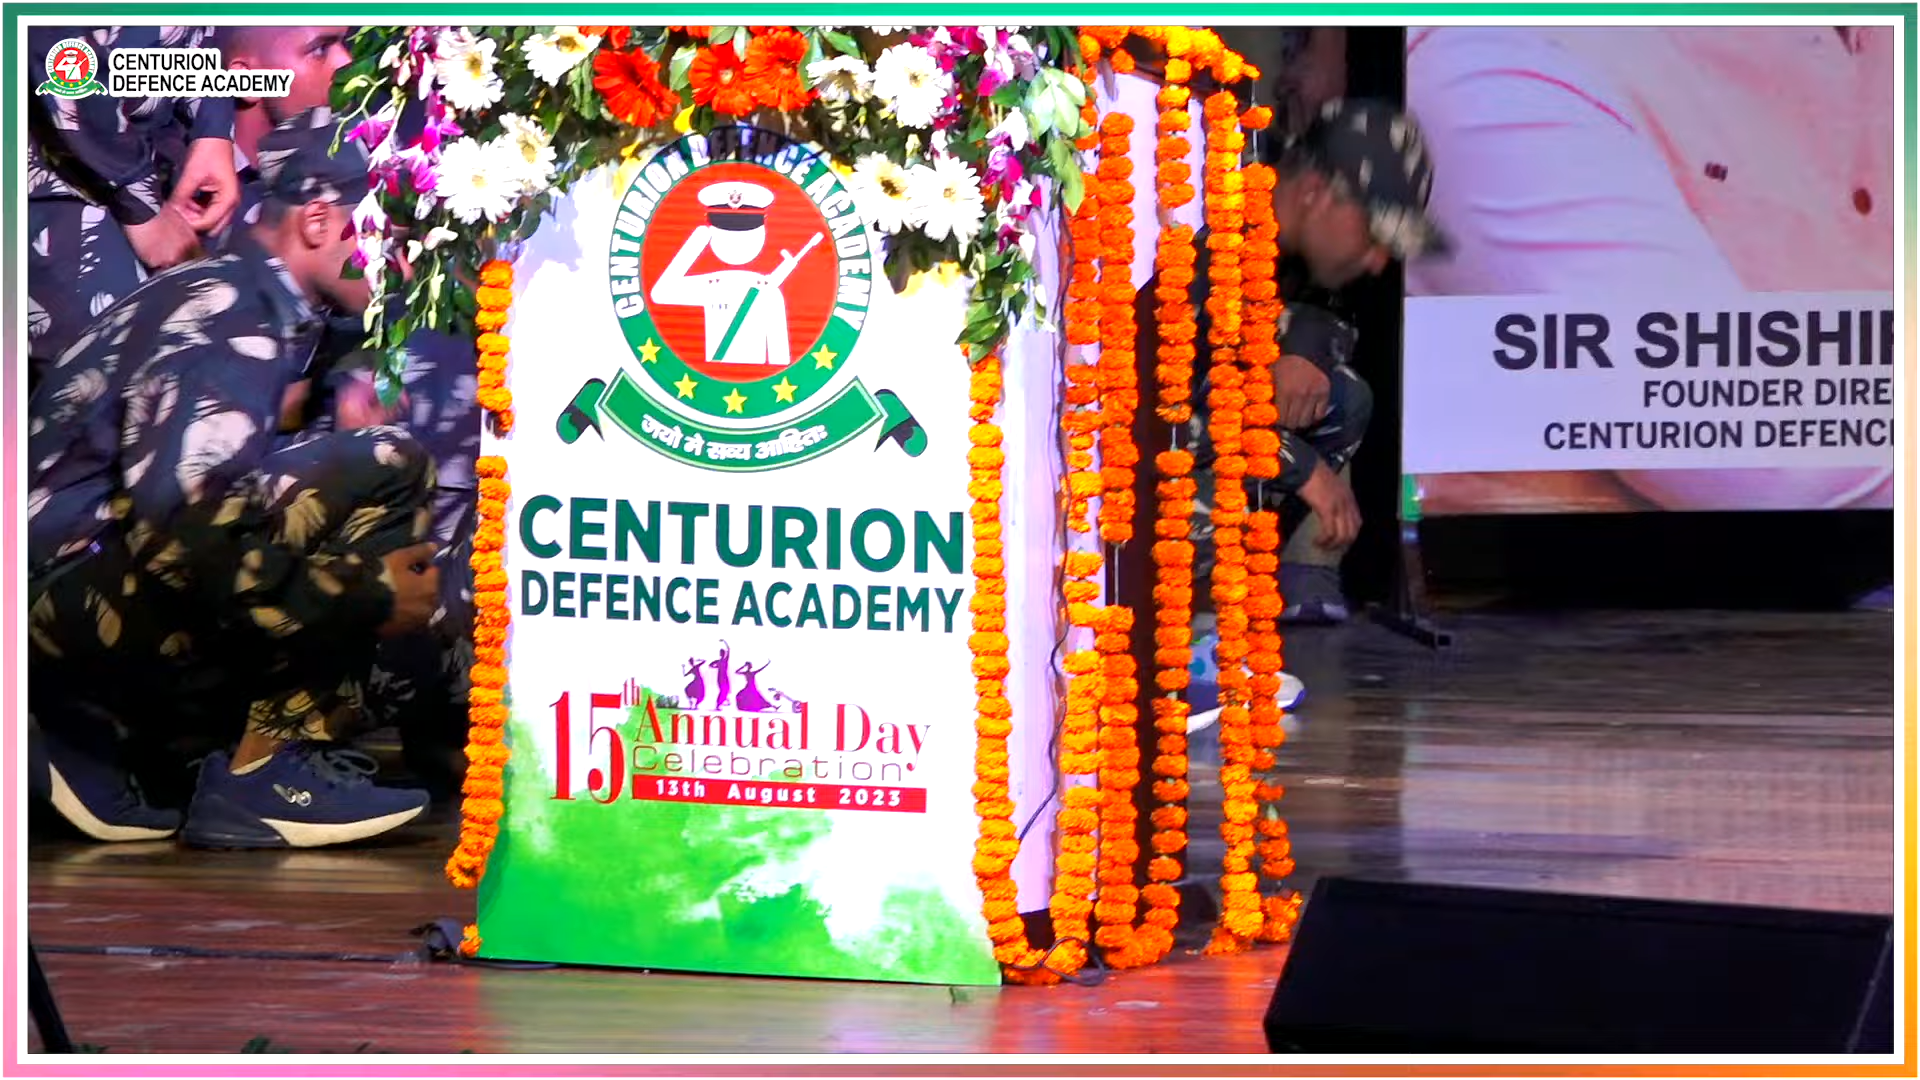 CENTURION
DEFENCE ACADEMY
CENTURION DEFENCE ACADEMY
जयो मे सव्य आहितः
CENTURION
DEFENCE ACADEMY
15th Annual Day
Celebration
13th August 2023
SIR SHISHI
FOUNDER DIRE
CENTURION DEFENC